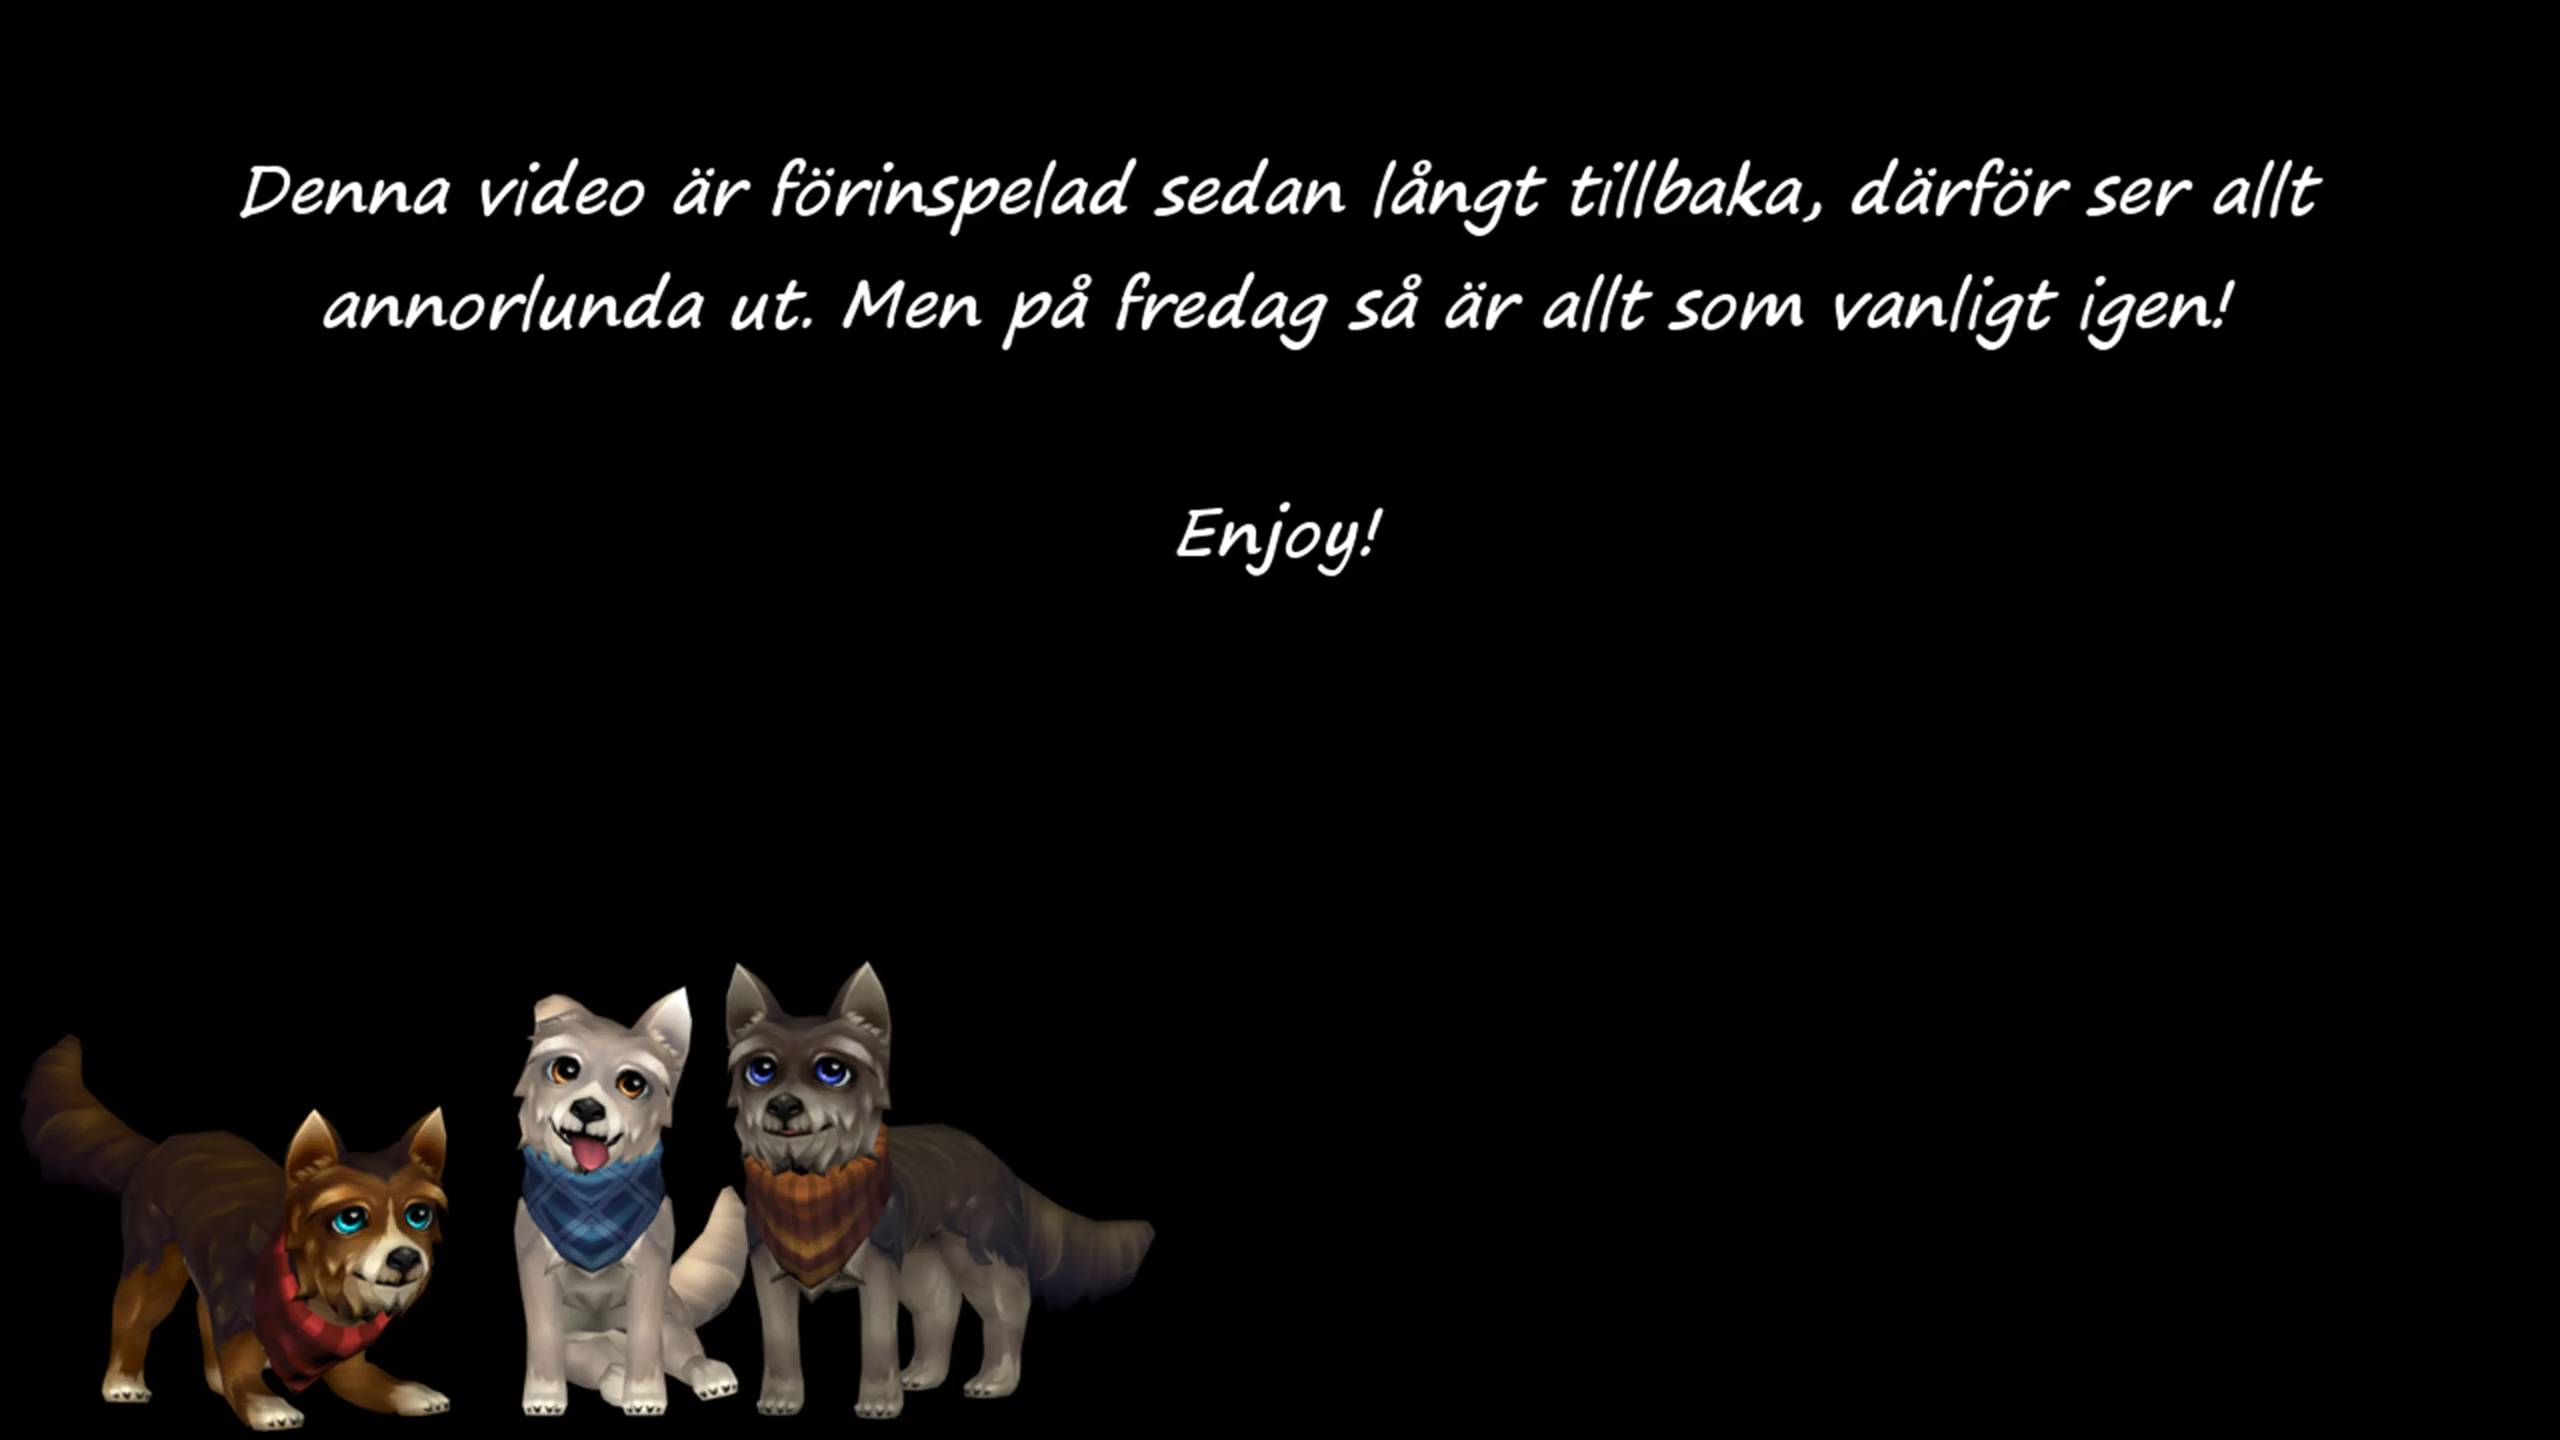 Denna video är förinspelad sedan långt tillbaka, därför ser allt
annorlunda ut. Men på fredag så är allt som vanligt igen!
Enjoy!